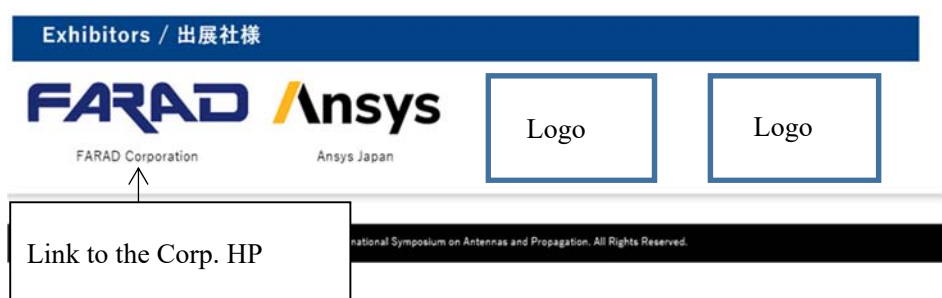 Exhibitors / 出展社様
FARAD Ansys Logo Logo
FARAD Corporation Ansys Japan
Link to the Corp. HP
national Symposium on Antennas and Propagation. All Rights Reserved.